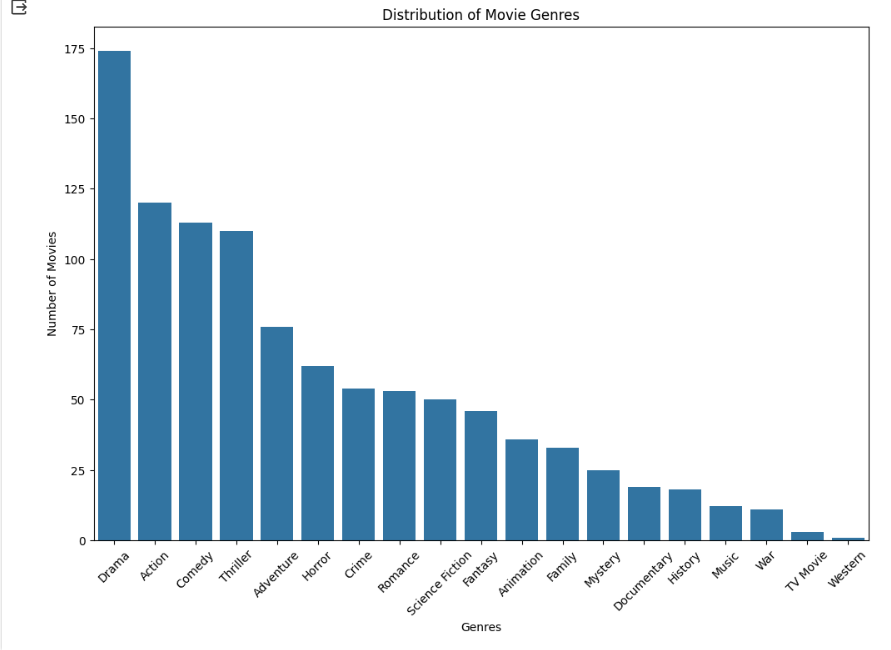 Distribution of Movie Genres
Number of Movies
175
150
125
100
75
50
25
0
Drama
Action
Comedy
Thriller
Adventure
Horror
Crime
Romance
Science Fiction
Fantasy
Animation
Family
Mystery
Documentary
History
Music
War
TV Movie
Western
Genres